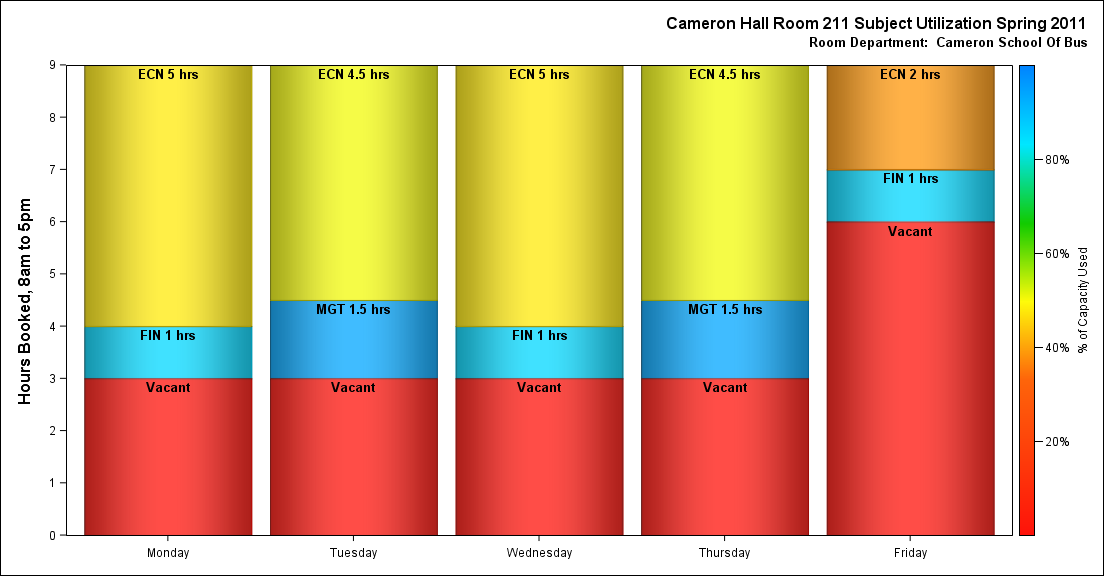 Cameron Hall Room 211 Subject Utilization Spring 2011
Room Department:  Cameron School Of Bus
Hours Booked, 8am to 5pm
9
8
7
6
5
4
3
2
1
0
ECN 5 hrs
FIN 1 hrs
Vacant
Monday
ECN 4.5 hrs
MGT 1.5 hrs
Vacant
Tuesday
ECN 5 hrs
FIN 1 hrs
Vacant
Wednesday
ECN 4.5 hrs
MGT 1.5 hrs
Vacant
Thursday
ECN 2 hrs
FIN 1 hrs
Vacant
Friday
80%
60%
40%
20%
% of Capacity Used